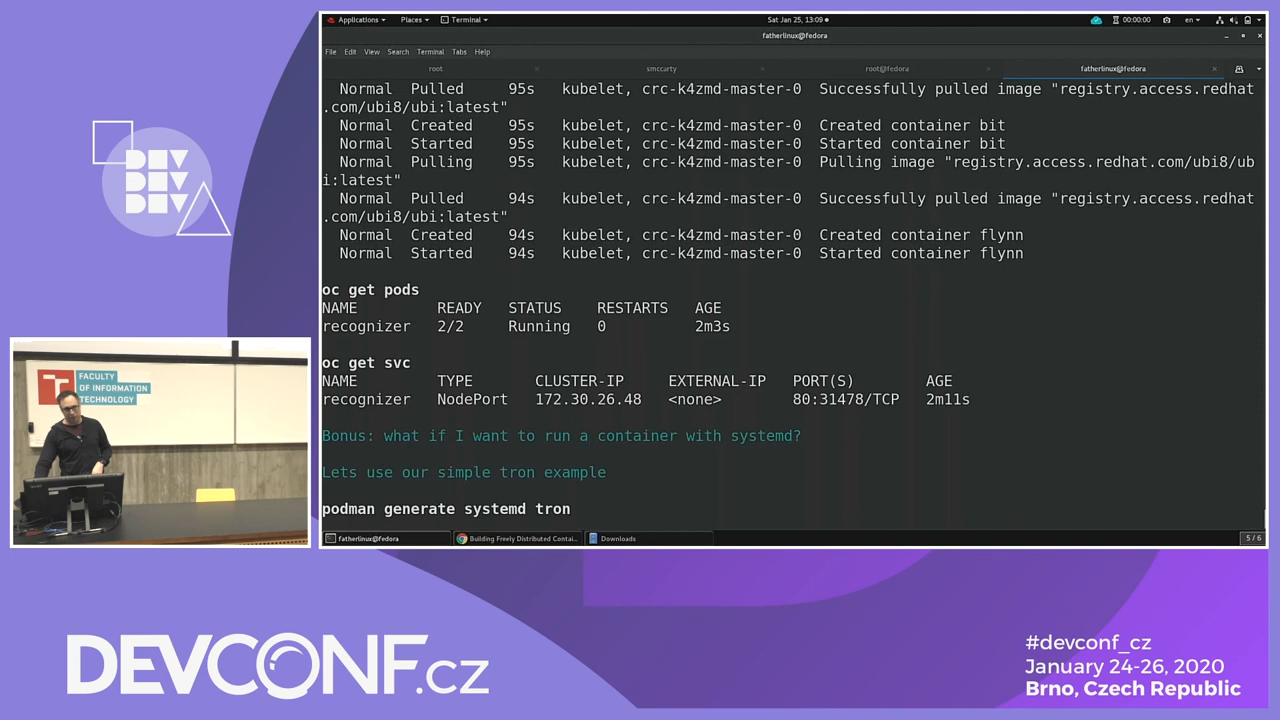 Applications Places Terminal Sat Jan 25, 13:09 00:00:00 en
fatherlinux@fedora
File Edit View Search Terminal Tabs Help
root smccarty root@fedora fatherlinux@fedora
Normal Pulled 95s kubelet, crc-k4zmd-master-0 Successfully pulled image "registry.access.redhat
.com/ubi8/ubi:latest"
Normal Created 95s kubelet, crc-k4zmd-master-0 Created container bit
Normal Started 95s kubelet, crc-k4zmd-master-0 Started container bit
Normal Pulling 95s kubelet, crc-k4zmd-master-0 Pulling image "registry.access.redhat.com/ubi8/ub
i:latest"
Normal Pulled 94s kubelet, crc-k4zmd-master-0 Successfully pulled image "registry.access.redhat
.com/ubi8/ubi:latest"
Normal Created 94s kubelet, crc-k4zmd-master-0 Created container flynn
Normal Started 94s kubelet, crc-k4zmd-master-0 Started container flynn
oc get pods
NAME READY STATUS RESTARTS AGE
recognizer 2/2 Running 0 2m3s
oc get svc
NAME TYPE CLUSTER-IP EXTERNAL-IP PORT(S) AGE
recognizer NodePort 172.30.26.48 <none> 80:31478/TCP 2m11s
Bonus: what if I want to run a container with systemd?
Lets use our simple tron example
podman generate systemd tron
fatherlinux@fedora Building Freely Distributed Contai... Downloads 5 / 6
DEV
DEV
DEV
FACULTY
OF INFORMATION
TECHNOLOGY
DEVCONF.cz
#devconf_cz
January 24-26, 2020
Brno, Czech Republic